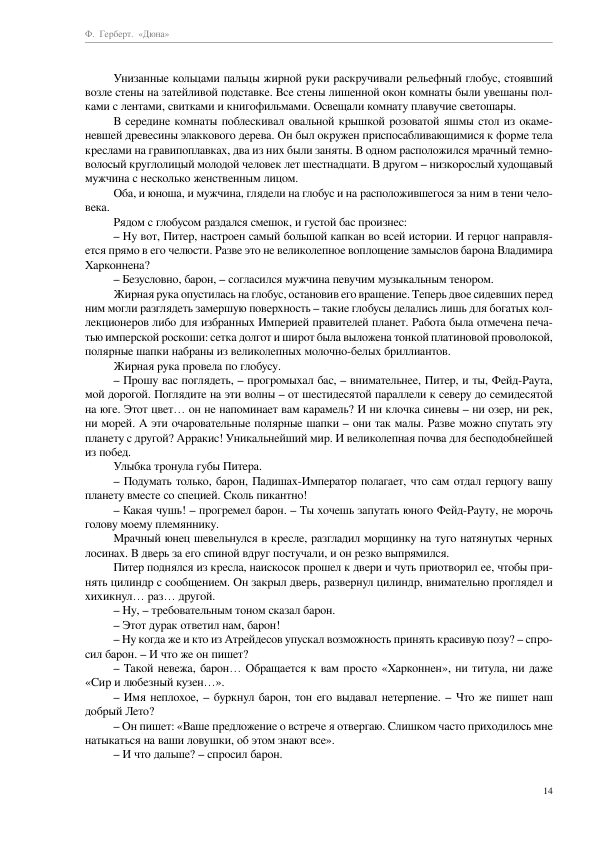 Ф. Герберт. «Дюна»
Унизанные кольцами пальцы жирной руки раскручивали рельефный глобус, стоявший
возле стены на затейливой подставке. Все стены лишенной окон комнаты были увешаны пол-
ками с лентами, свитками и книгофильмами. Освещали комнату плавучие светошары.
В середине комнаты поблескивал овальной крышкой розоватой яшмы стол из окаме-
невшей древесины элаккового дерева. Он был окружен приспосабливающимися к форме тела
креслами на гравипоплавках, два из них были заняты. В одном расположился мрачный темно-
волосый круглолицый молодой человек лет шестнадцати. В другом – низкорослый худощавый
мужчина с несколько женственным лицом.
Оба, и юноша, и мужчина, глядели на глобус и на расположившегося за ним в тени чело-
века.
Рядом с глобусом раздался смешок, и густой бас произнес:
– Ну вот, Питер, настроен самый большой капкан во всей истории. И герцог направля-
ется прямо в его челюсти. Разве это не великолепное воплощение замыслов барона Владимира
Харконнена?
– Безусловно, барон, – согласился мужчина певучим музыкальным тенором.
Жирная рука опустилась на глобус, остановив его вращение. Теперь двое сидевших перед
ним могли разглядеть замершую поверхность – такие глобусы делались лишь для богатых кол-
лекционеров либо для избранных Империей правителей планет. Работа была отмечена печа-
тью имперской роскоши: сетка долгот и широт была выложена тонкой платиновой проволокой,
полярные шапки набраны из великолепных молочно-белых бриллиантов.
Жирная рука провела по глобусу.
– Прошу вас поглядеть, – прогромыхал бас, – внимательнее, Питер, и ты, Фейд-Раута,
мой дорогой. Поглядите на эти волны – от шестидесятой параллели к северу до семидесятой
на юге. Этот цвет… он не напоминает вам карамель? И ни клочка синевы – ни озер, ни рек,
ни морей. А эти очаровательные полярные шапки – они так малы. Разве можно спутать эту
планету с другой? Арракис! Уникальнейший мир. И великолепная почва для бесподобнейшей
из побед.
Улыбка тронула губы Питера.
– Подумать только, барон, Падишах-Император полагает, что сам отдал герцогу вашу
планету вместе со специей. Сколь пикантно!
– Какая чушь! – прогремел барон. – Ты хочешь запутать юного Фейд-Рауту, не морочь
голову моему племяннику.
Мрачный юнец шевельнулся в кресле, разгладил морщинку на туго натянутых черных
лосинах. В дверь за его спиной вдруг постучали, и он резко выпрямился.
Питер поднялся из кресла, наискосок прошел к двери и чуть приотворил ее, чтобы при-
нять цилиндр с сообщением. Он закрыл дверь, развернул цилиндр, внимательно проглядел и
хихикнул… раз… другой.
– Ну, – требовательным тоном сказал барон.
– Этот дурак ответил нам, барон!
– Ну когда же и кто из Атрейдесов упускал возможность принять красивую позу? – спро-
сил барон. – И что же он пишет?
– Такой невежа, барон… Обращается к вам просто «Харконнен», ни титула, ни даже
«Сир и любезный кузен…».
– Имя неплохое, – буркнул барон, тон его выдавал нетерпение. – Что же пишет наш
добрый Лето?
– Он пишет: «Ваше предложение о встрече я отвергаю. Слишком часто приходилось мне
натыкаться на ваши ловушки, об этом знают все».
– И что дальше? – спросил барон.
14